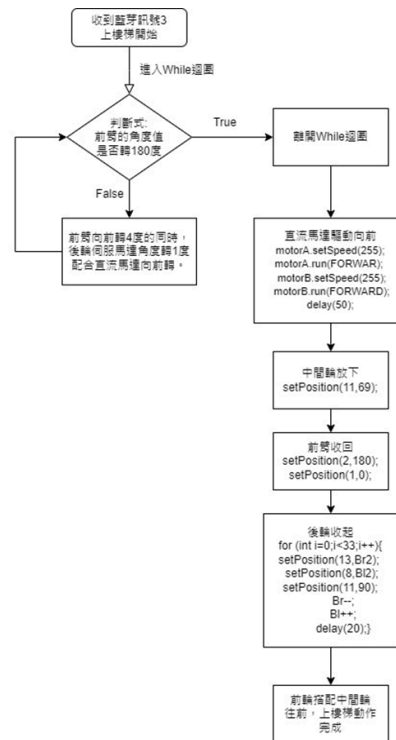 收到藍芽訊號3
上樓梯開始
進入While迴圈
判斷式:
前臂的角度值
是否轉180度
True
False
離開While迴圈
前臂向前轉4度的同時，
後輪伺服馬達角度轉1度
配合直流馬達向前轉。
直流馬達驅動向前
motorA.setSpeed(255);
motorA.run(FORWAR);
motorB.setSpeed(255);
motorB.run(FORWARD);
delay(50);
中間輪放下
setPosition(11,69);
前臂收回
setPosition(2,180);
setPosition(1,0);
後輪收起
for (int i=0;i<33;i++){
setPosition(13,Br2);
setPosition(8,Bl2);
setPosition(11,90);
Br--;
Bl++;
delay(20);}
前輪搭配中間輪
往前，上樓梯動作
完成